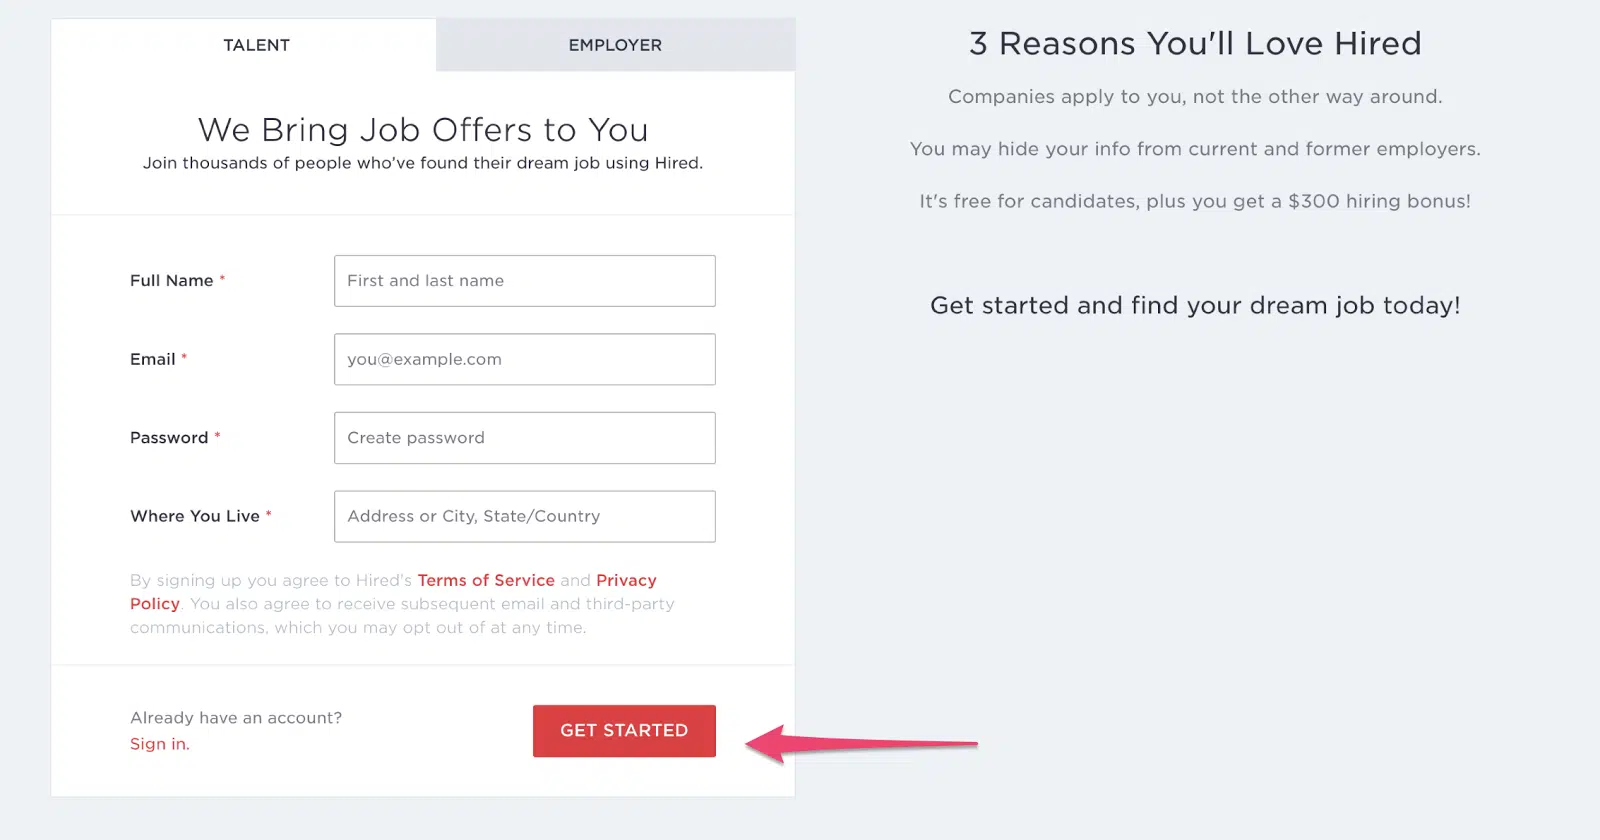 TALENT
EMPLOYER
We Bring Job Offers to You
Join thousands of people who've found their dream job using Hired.
Full Name *
First and last name
Email *
you@example.com
Password *
Create password
Where You Live *
Address or City, State/Country
By signing up you agree to Hired's Terms of Service and Privacy
Policy. You also agree to receive subsequent email and third-party
communications, which you may opt out of at any time.
Already have an account?
Sign in.
GET STARTED
3 Reasons You'll Love Hired
Companies apply to you, not the other way around.
You may hide your info from current and former employers.
It's free for candidates, plus you get a $300 hiring bonus!
Get started and find your dream job today!